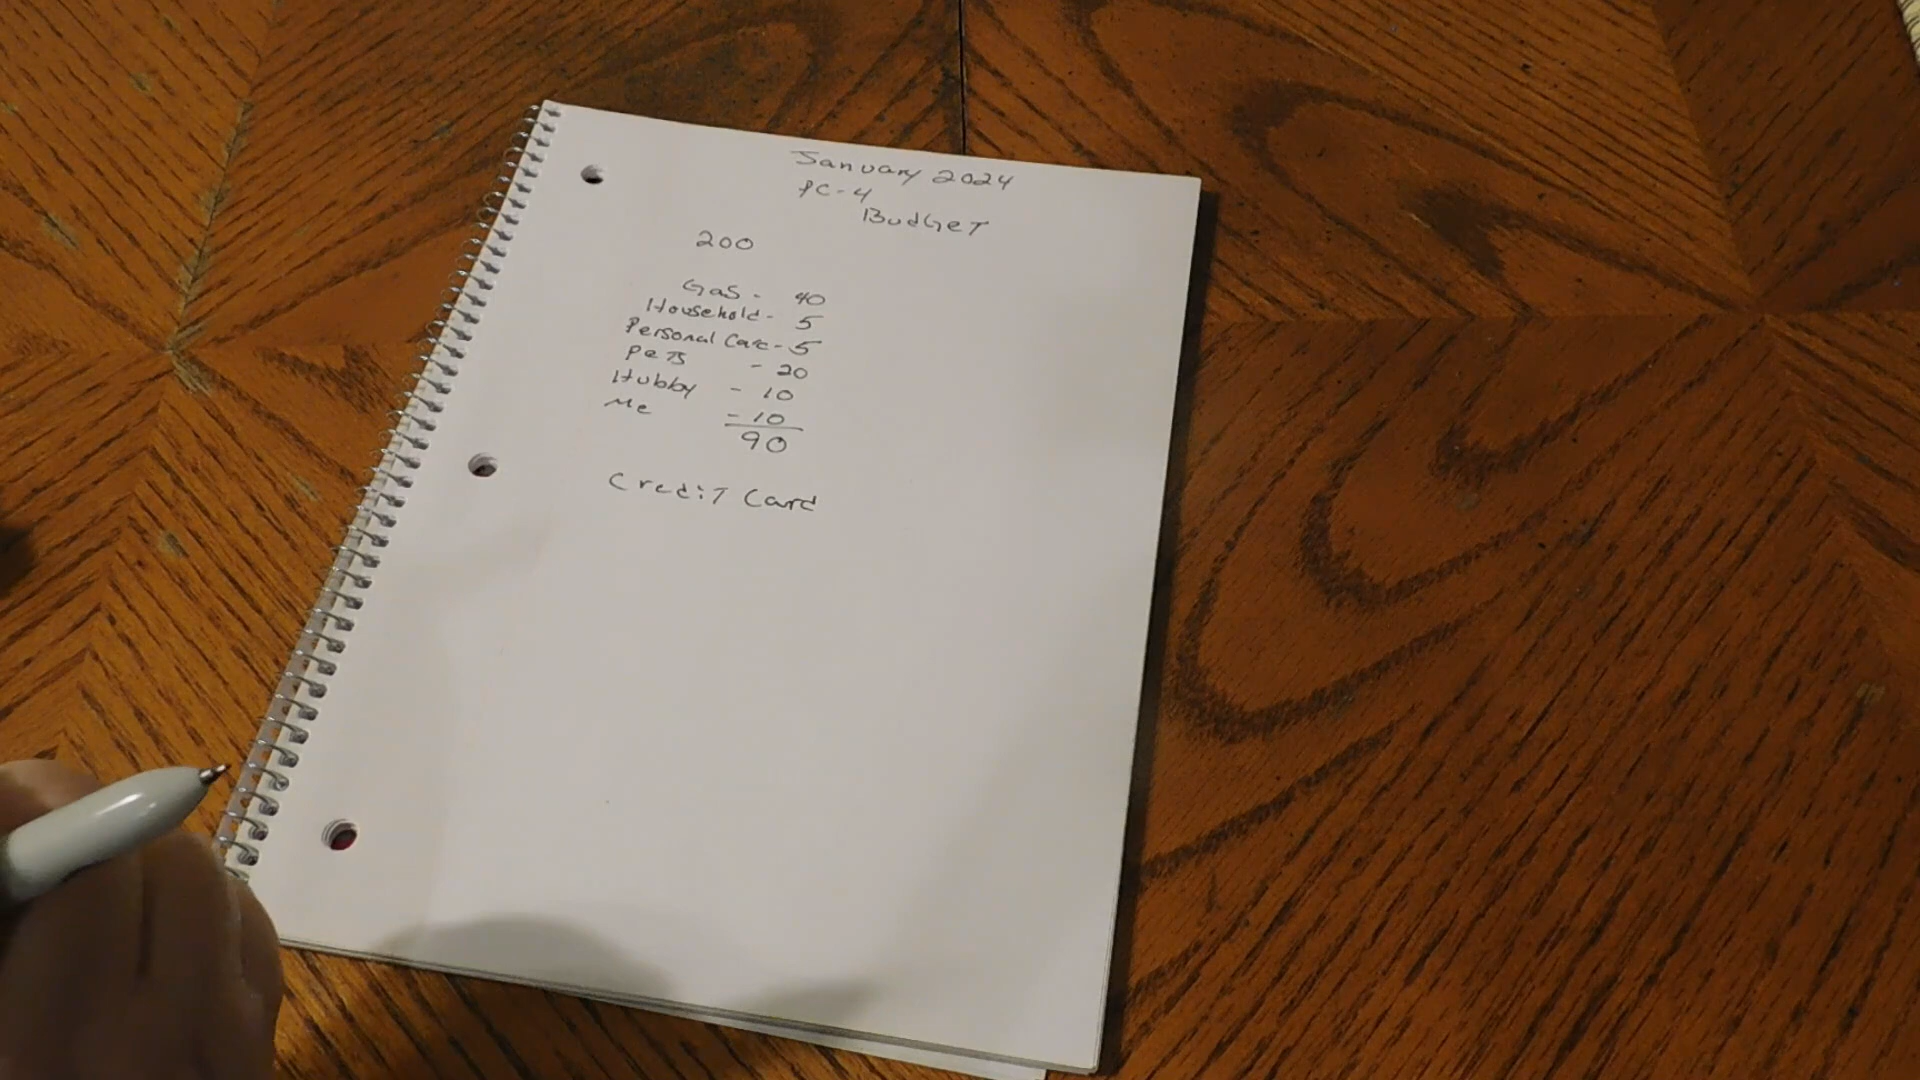 January 2024
PC-4
Budget
200
Gas - 40
Household - 5
Personal Care - 5
Pets - 20
Hubby - 10
Me - 10
90
Credit Card